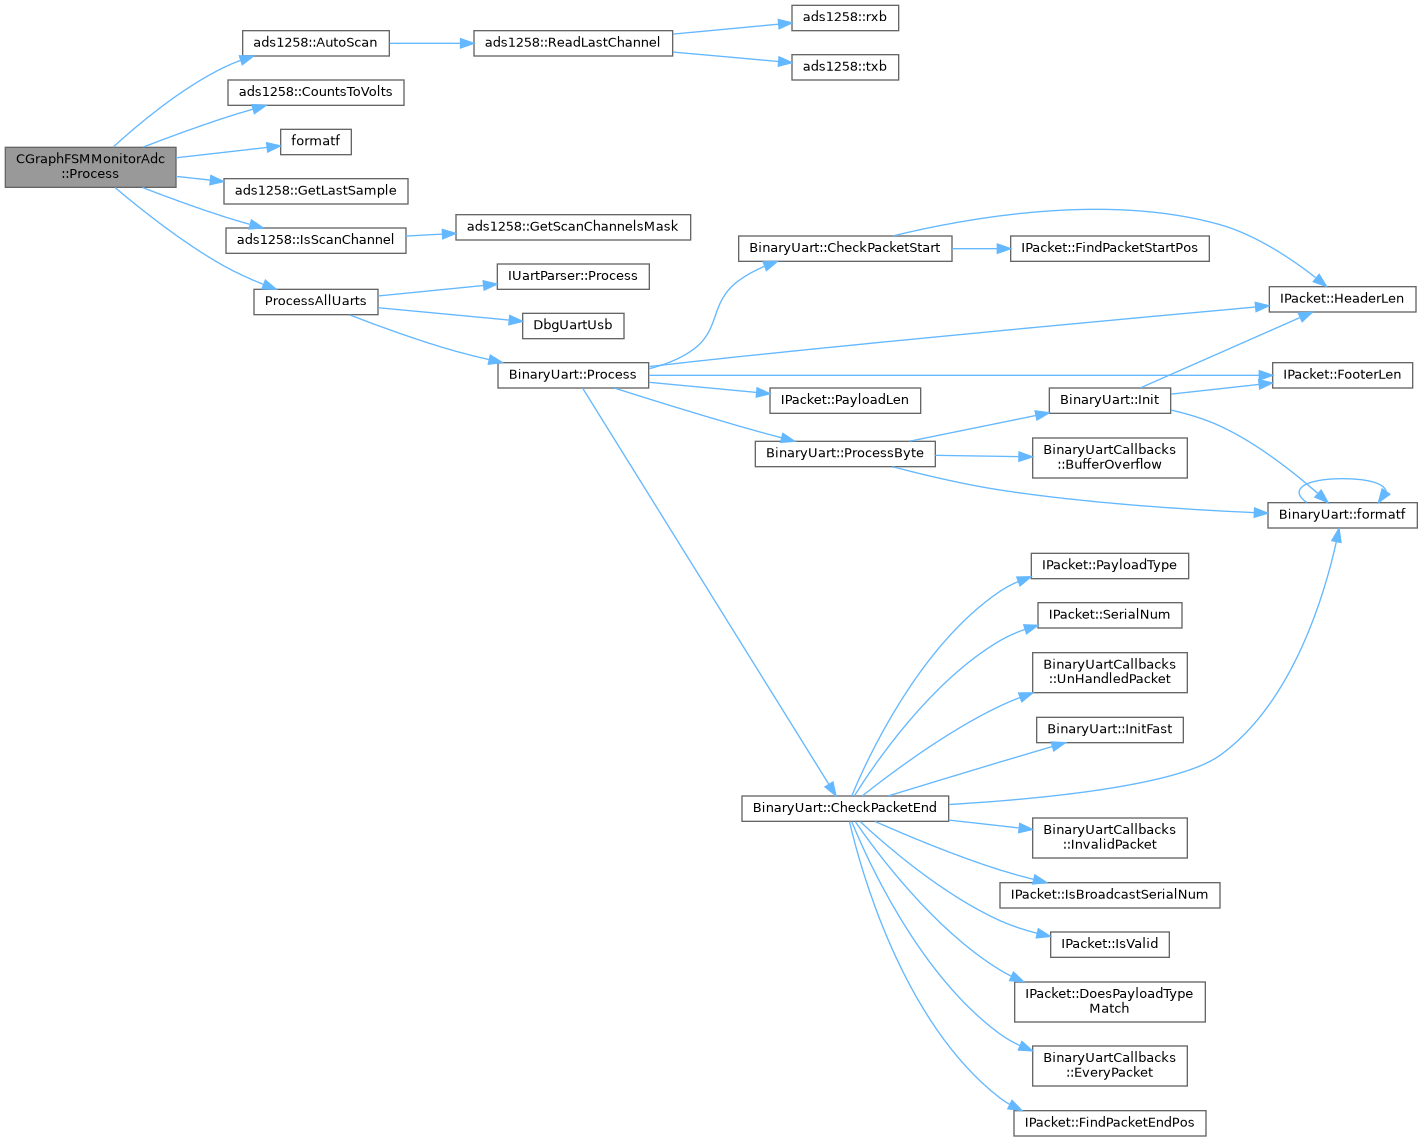 CGraphFSMMonitorAdc
::Process
ads1258::AutoScan
ads1258::CountsToVolts
formatf
ads1258::GetLastSample
ads1258::IsScanChannel
ProcessAllUarts
ads1258::ReadLastChannel
ads1258::rxb
ads1258::txb
ads1258::GetScanChannelsMask
IUartParser::Process
DbgUartUsb
BinaryUart::Process
BinaryUart::CheckPacketStart
IPacket::FindPacketStartPos
IPacket::HeaderLen
IPacket::FooterLen
IPacket::PayloadLen
BinaryUart::Init
BinaryUart::ProcessByte
BinaryUartCallbacks
::BufferOverflow
BinaryUart::formatf
IPacket::PayloadType
IPacket::SerialNum
BinaryUartCallbacks
::UnHandledPacket
BinaryUart::InitFast
BinaryUart::CheckPacketEnd
BinaryUartCallbacks
::InvalidPacket
IPacket::IsBroadcastSerialNum
IPacket::IsValid
IPacket::DoesPayloadType
Match
BinaryUartCallbacks
::EveryPacket
IPacket::FindPacketEndPos